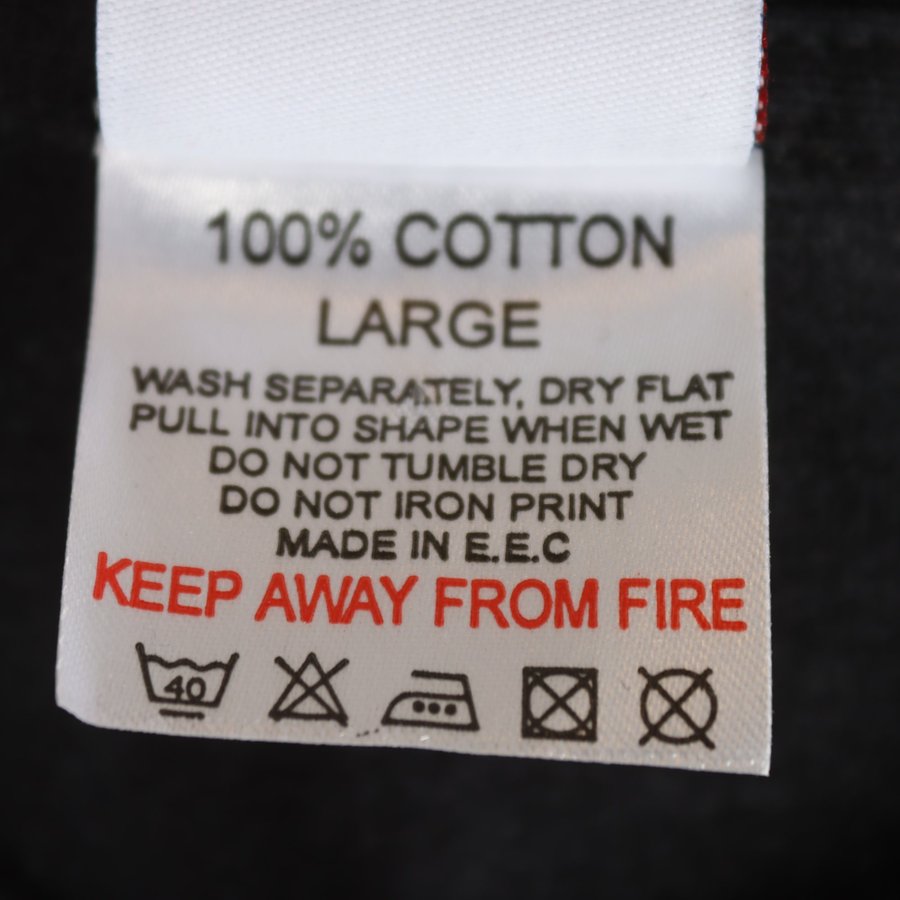 100% COTTON
LARGE
WASH SEPARATELY, DRY FLAT
PULL INTO SHAPE WHEN WET
DO NOT TUMBLE DRY
DO NOT IRON PRINT
MADE IN E.E.C
KEEP AWAY FROM FIRE
40